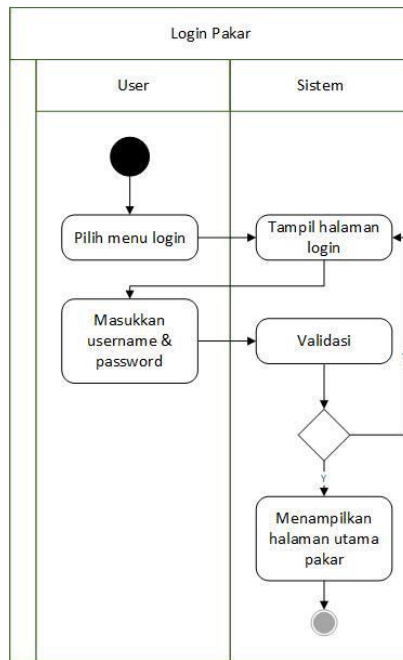 Login Pakar
User
Sistem
Pilih menu login
Tampil halaman
login
Masukkan
username &
password
Validasi
Y
Menampilkan
halaman utama
pakar